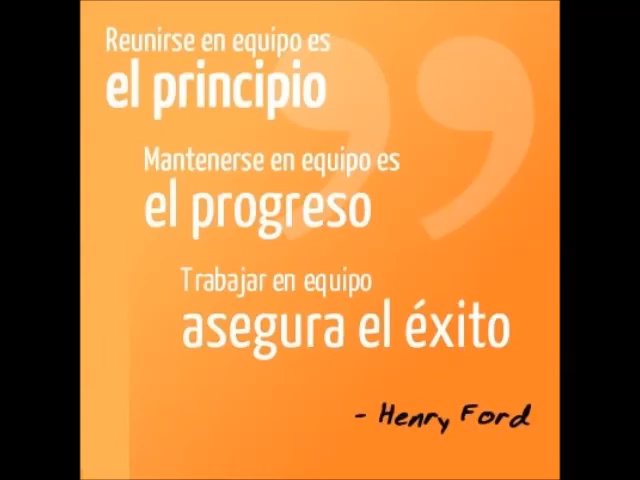 Reunirse en equipo es
el principio
Mantenerse en equipo es
el progreso
Trabajar en equipo
asegura el éxito
- Henry Ford